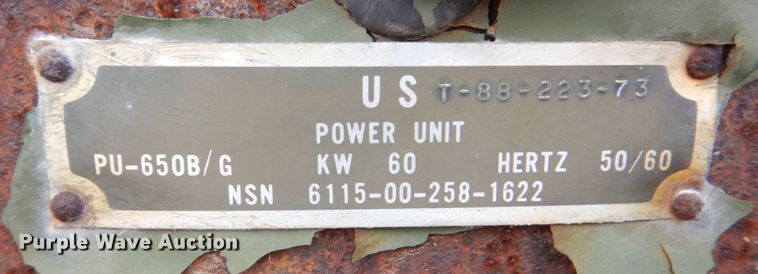 US T-88-223-73
POWER UNIT
PU-650B/G KW 60 HERTZ 50/60
NSN 6115-00-258-1622
Purple Wave Auction